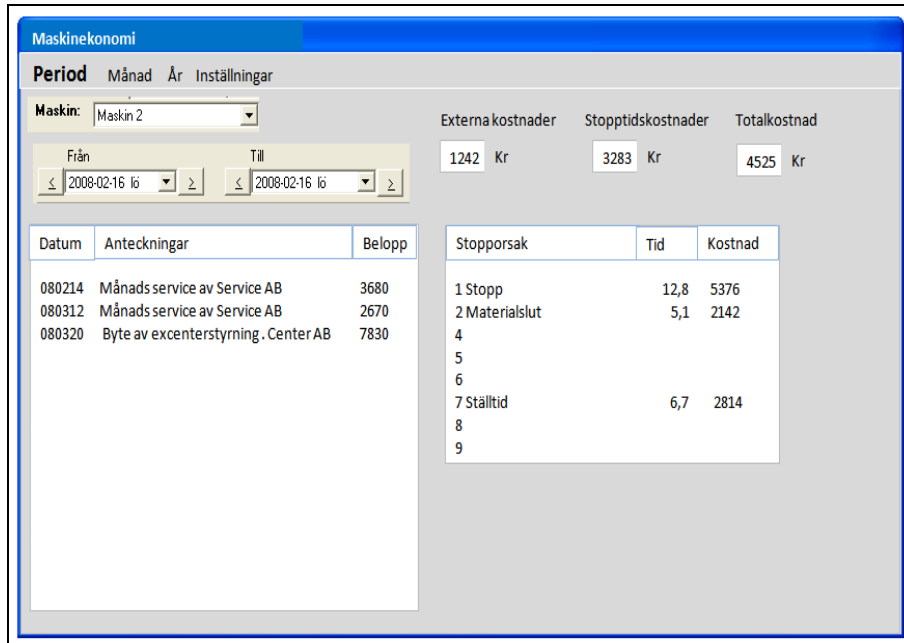 Maskinekonomi
Period Månad År Inställningar
Maskin: Maskin 2
Från Till
< 2008-02-16 lö > < 2008-02-16 lö >
Externa kostnader Stopptidskostnader Totalkostnad
1242 Kr 3283 Kr 4525 Kr
Datum Anteckningar Belopp
080214 Månads service av Service AB 3680
080312 Månads service av Service AB 2670
080320 Byte av excenterstyrning . Center AB 7830
Stopporsak Tid Kostnad
1 Stopp 12,8 5376
2 Materialslut 5,1 2142
4
5
6
7 Ställtid 6,7 2814
8
9